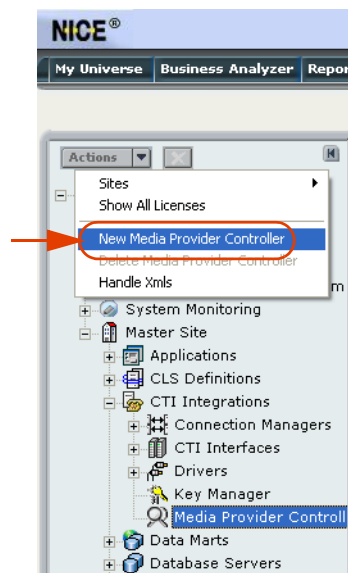 NICE®
My Universe Business Analyzer Repor
Actions
Sites
Show All Licenses
New Media Provider Controller
Delete Media Provider Controller
Handle Xmls
m
System Monitoring
Master Site
Applications
CLS Definitions
CTI Integrations
Connection Managers
CTI Interfaces
Drivers
Key Manager
Media Provider Controll
Data Marts
Database Servers